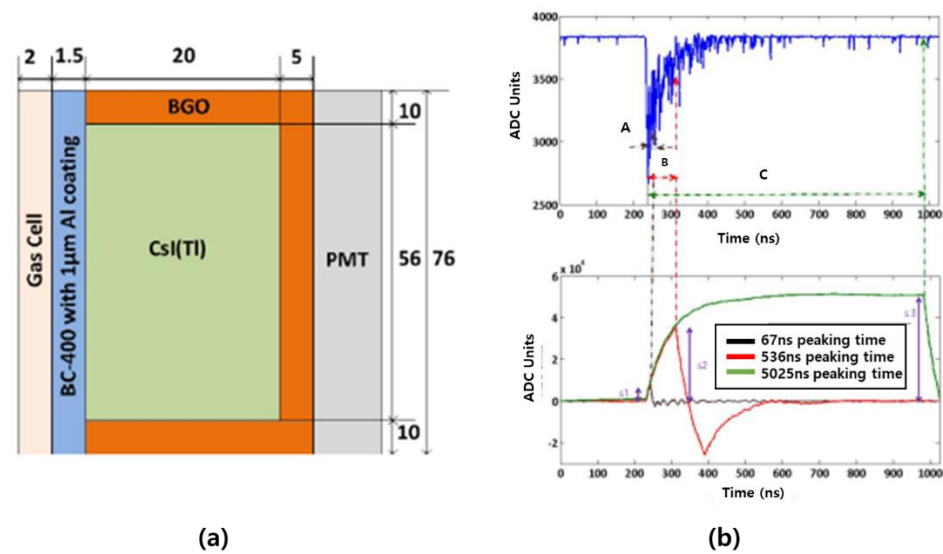 2
1.5
20
5
BGO
10
Gas Cell
BC-400 with 1μm Al coating
CsI(Tl)
PMT
56
76
10
(a)
4000
3500
3000
2500
ADC Units
A
B
C
0 100 200 300 400 500 600 700 800 900 1000
Time (ns)
6
4
2
0
-2
ADC Units
s1
s2
s3
67ns peaking time
536ns peaking time
5025ns peaking time
0 100 200 300 400 500 600 700 800 900 1000
Time (ns)
(b)